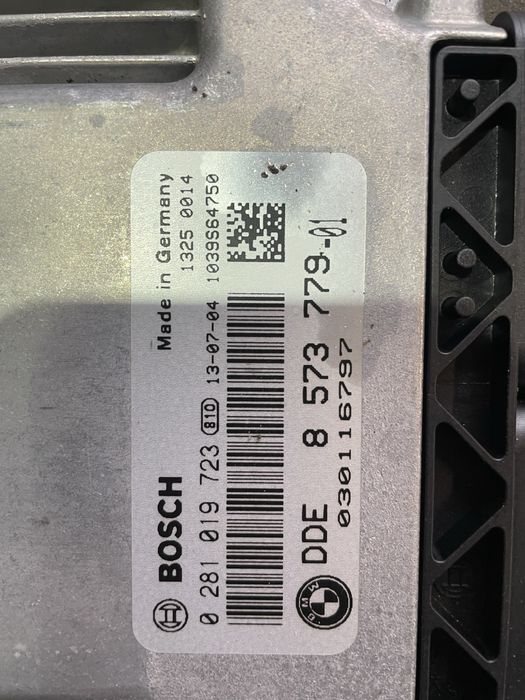 Made in Germany
1325 0014
BOSCH
0 281 019 723 810 13-07-04 1039S64750
DDE 8 573 779-01
030116797
BMW